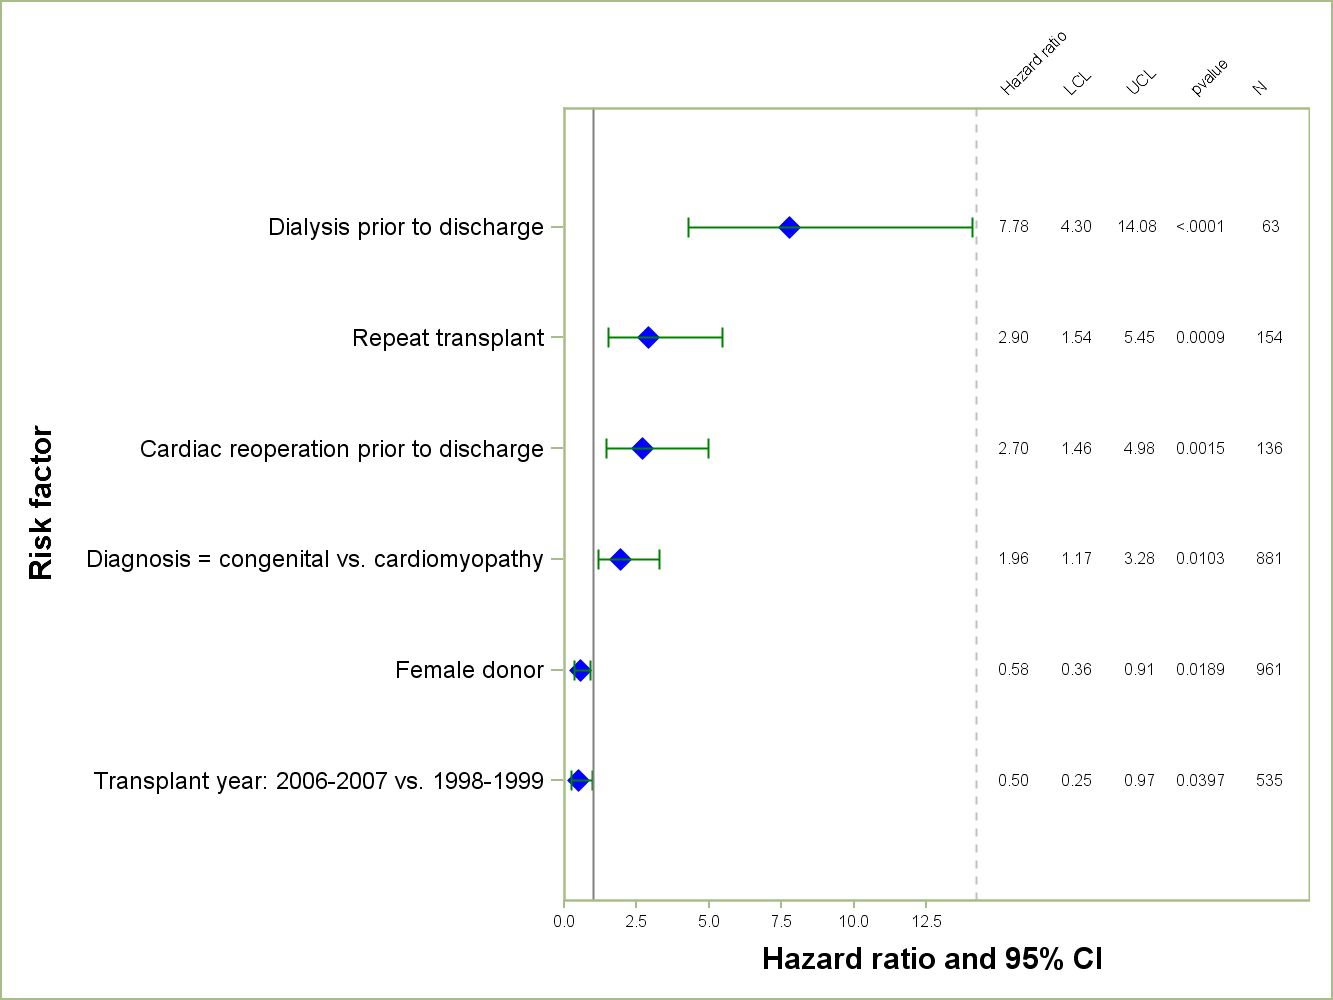 Hazard ratio LCL UCL pvalue N
Dialysis prior to discharge 7.78 4.30 14.08 <.0001 63
Repeat transplant 2.90 1.54 5.45 0.0009 154
Cardiac reoperation prior to discharge 2.70 1.46 4.98 0.0015 136
Diagnosis = congenital vs. cardiomyopathy 1.96 1.17 3.28 0.0103 881
Female donor 0.58 0.36 0.91 0.0189 961
Transplant year: 2006-2007 vs. 1998-1999 0.50 0.25 0.97 0.0397 535
Risk factor
0.0 2.5 5.0 7.5 10.0 12.5
Hazard ratio and 95% CI